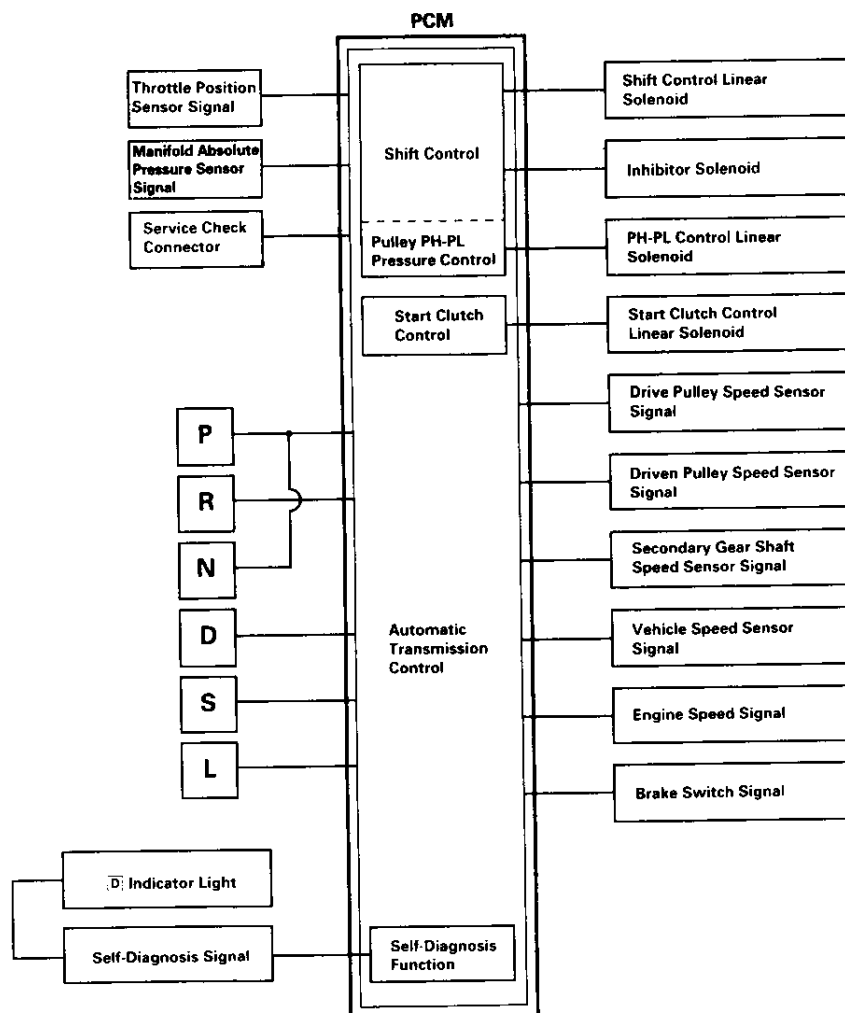 PCM
Throttle Position
Sensor Signal
Manifold Absolute
Pressure Sensor
Signal
Service Check
Connector
P
R
N
D
S
L
D Indicator Light
Self-Diagnosis Signal
Shift Control
Pulley PH-PL
Pressure Control
Start Clutch
Control
Automatic
Transmission
Control
Self-Diagnosis
Function
Shift Control Linear
Solenoid
Inhibitor Solenoid
PH-PL Control Linear
Solenoid
Start Clutch Control
Linear Solenoid
Drive Pulley Speed Sensor
Signal
Driven Pulley Speed Sensor
Signal
Secondary Gear Shaft
Speed Sensor Signal
Vehicle Speed Sensor
Signal
Engine Speed Signal
Brake Switch Signal